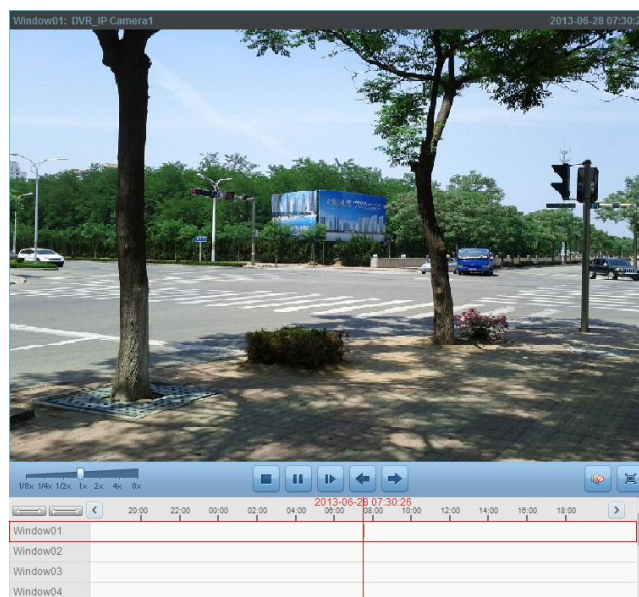 Window01: DVR_IP Camera1
2013-06-28 07:30:2
1/8x 1/4x 1/2x 1x 2x 4x 8x
2013-06-28 07:30:26
20:00 22:00 00:00 02:00 04:00 06:00 08:00 10:00 12:00 14:00 16:00 18:00
Window01
Window02
Window03
Window04